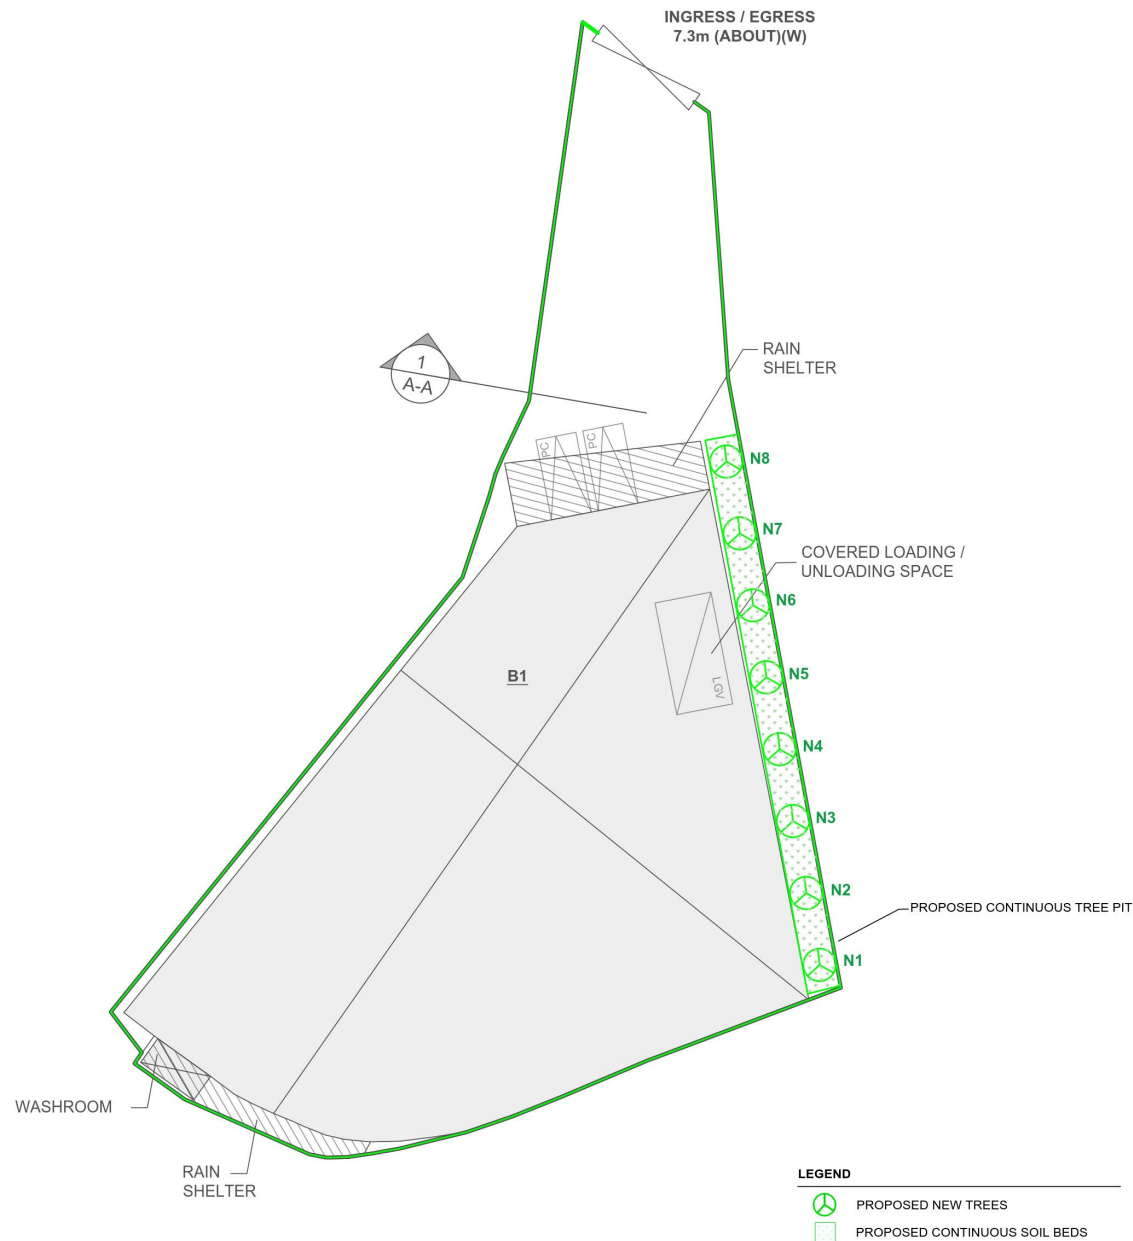 INGRESS / EGRESS
7.3m (ABOUT)(W)
1
A-A
RAIN
SHELTER
PC
PC
N8
N7
COVERED LOADING /
UNLOADING SPACE
N6
B1
N5
LGV
N4
N3
N2
PROPOSED CONTINUOUS TREE PIT
N1
WASHROOM
RAIN
SHELTER
LEGEND
PROPOSED NEW TREES
PROPOSED CONTINUOUS SOIL BEDS